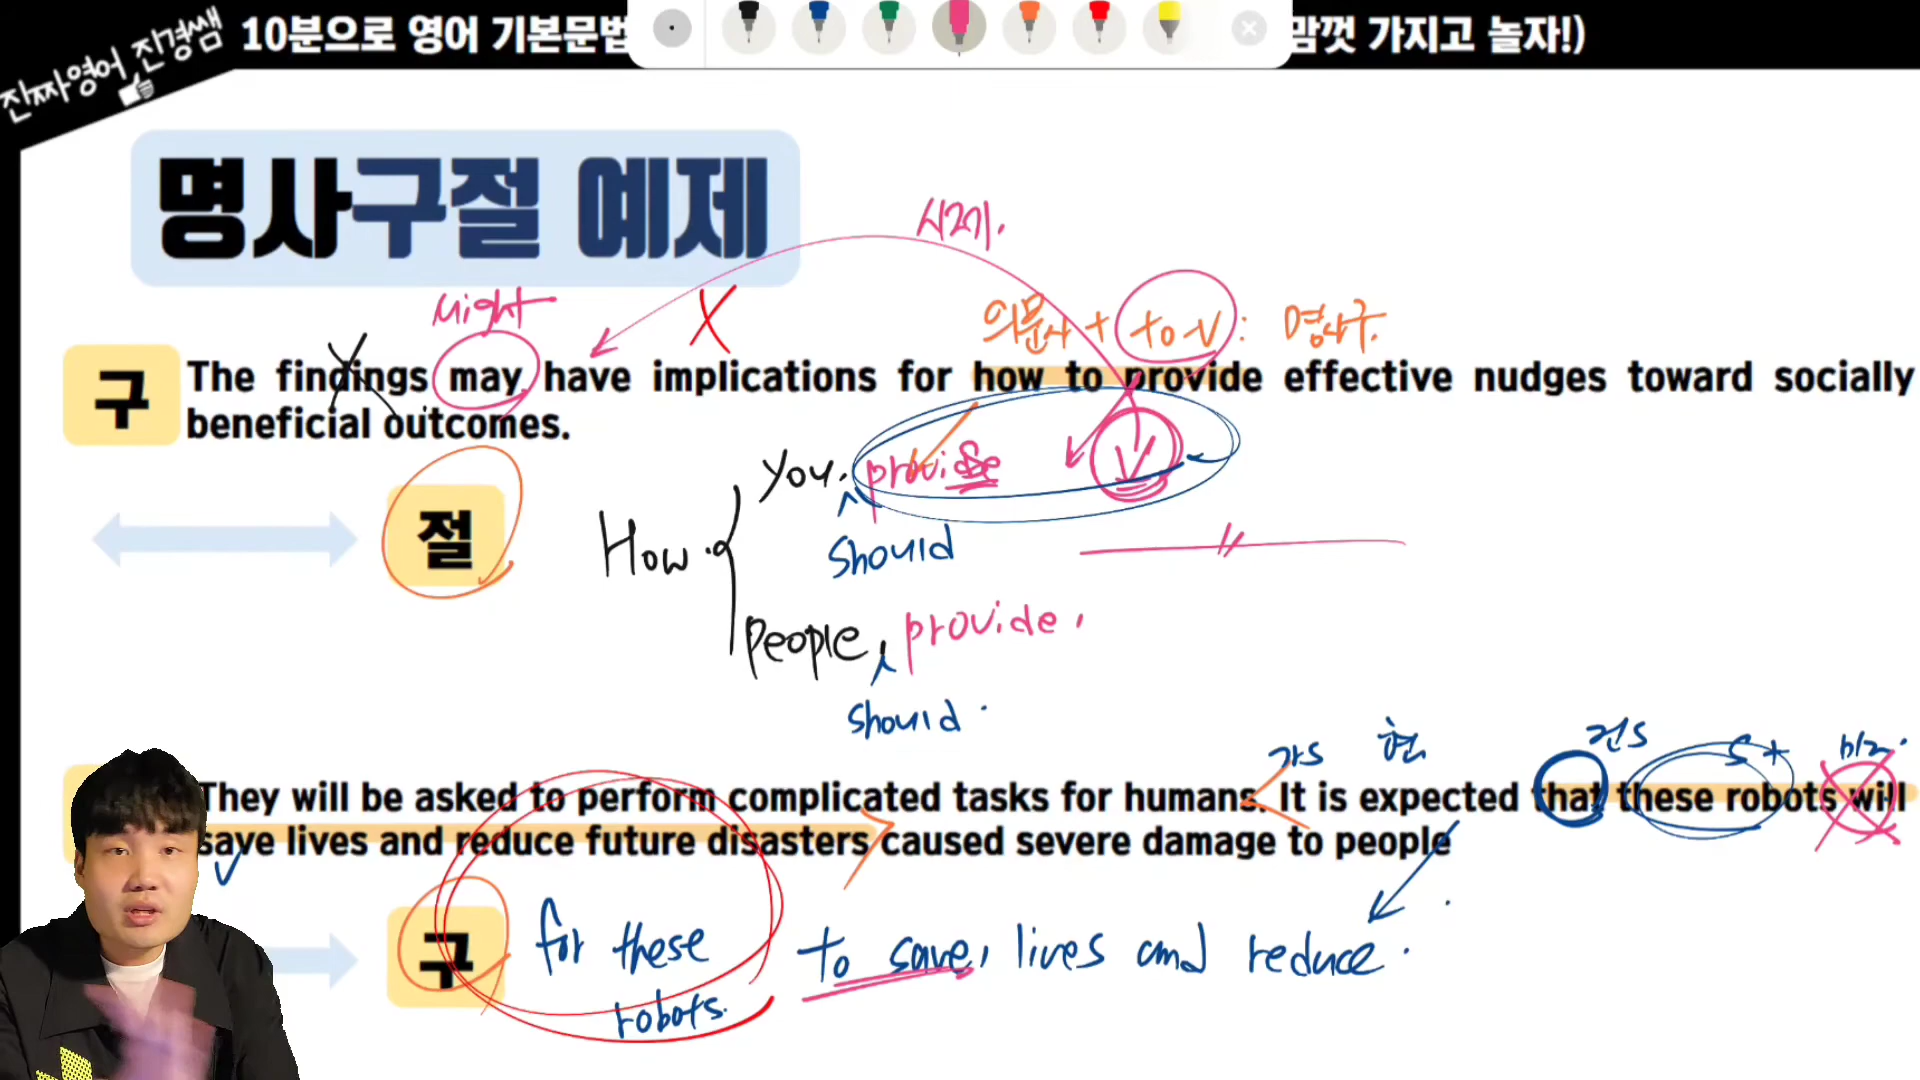 진짜영어 진경쌤
10분으로 영어 기본문법
맘껏 가지고 놀자!)
명사구절 예제
시제.
might
X
의문사 + to-V : 명사구.
구
The findings may have implications for how to provide effective nudges toward socially
beneficial outcomes.
you. provide
V
절
How
should
people, provide,
should.
가S
진S
S +
They will be asked to perform complicated tasks for humans. It is expected that these robots will
save lives and reduce future disasters caused severe damage to people
구
for these
robots.
to save, lives and reduce.